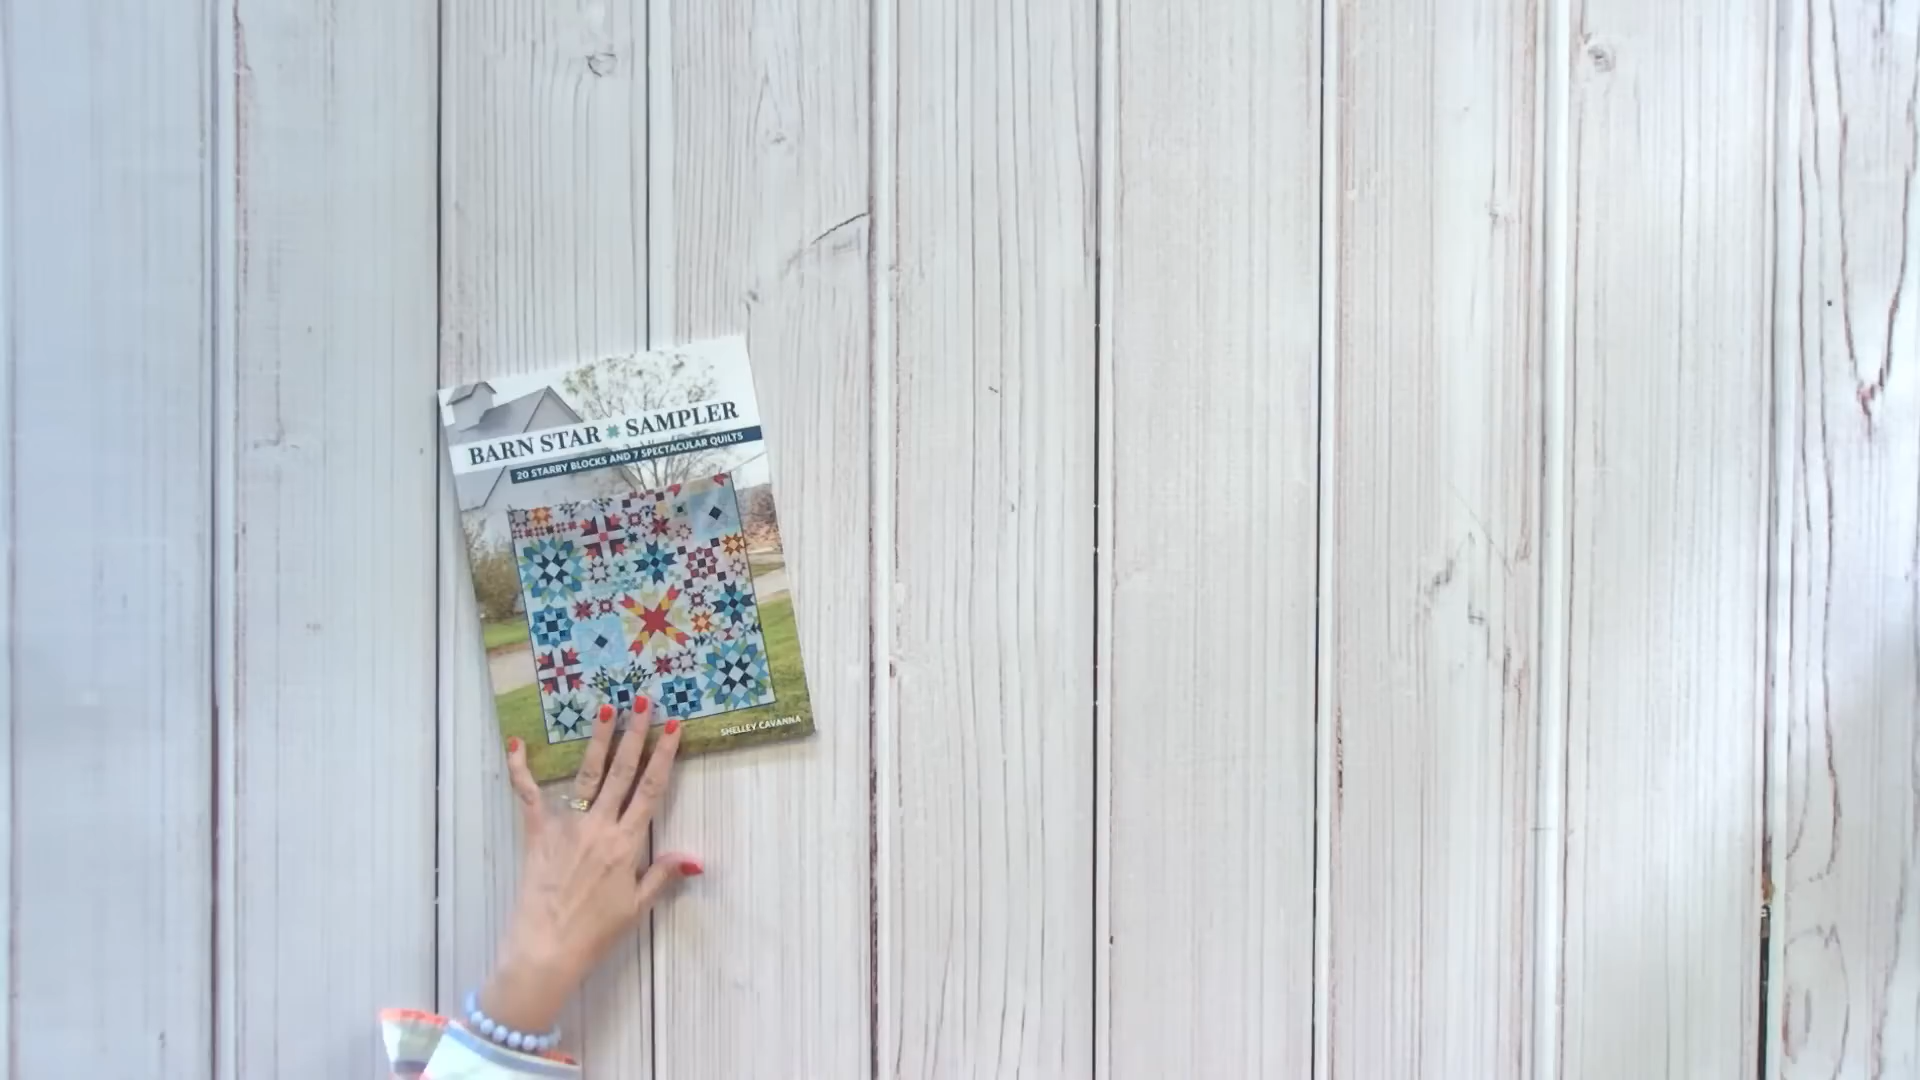 BARN STAR SAMPLER
20 STARRY BLOCKS AND 7 SPECTACULAR QUILTS
SHELLEY CAVANNA